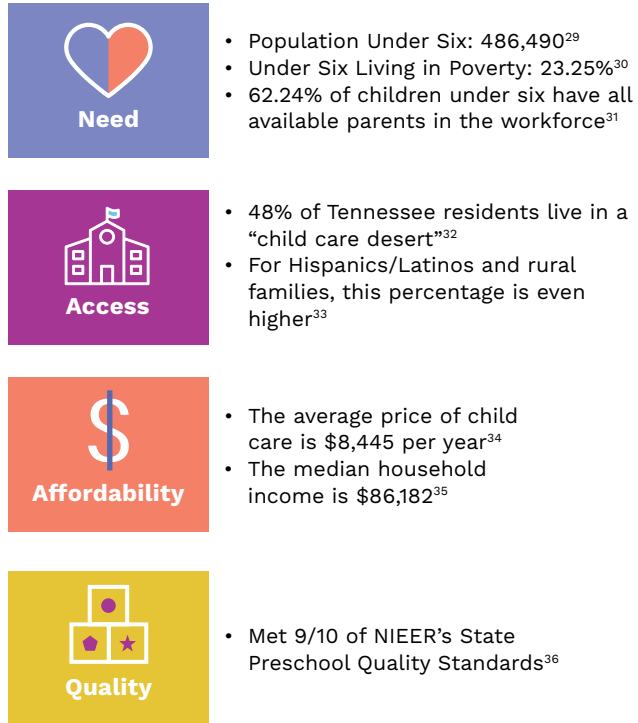 Need
• Population Under Six: 486,490²⁹
• Under Six Living in Poverty: 23.25%³⁰
• 62.24% of children under six have all
available parents in the workforce³¹
Access
• 48% of Tennessee residents live in a
“child care desert”³²
• For Hispanics/Latinos and rural
families, this percentage is even
higher³³
Affordability
• The average price of child
care is $8,445 per year³⁴
• The median household
income is $86,182³⁵
Quality
• Met 9/10 of NIEER’s State
Preschool Quality Standards³⁶